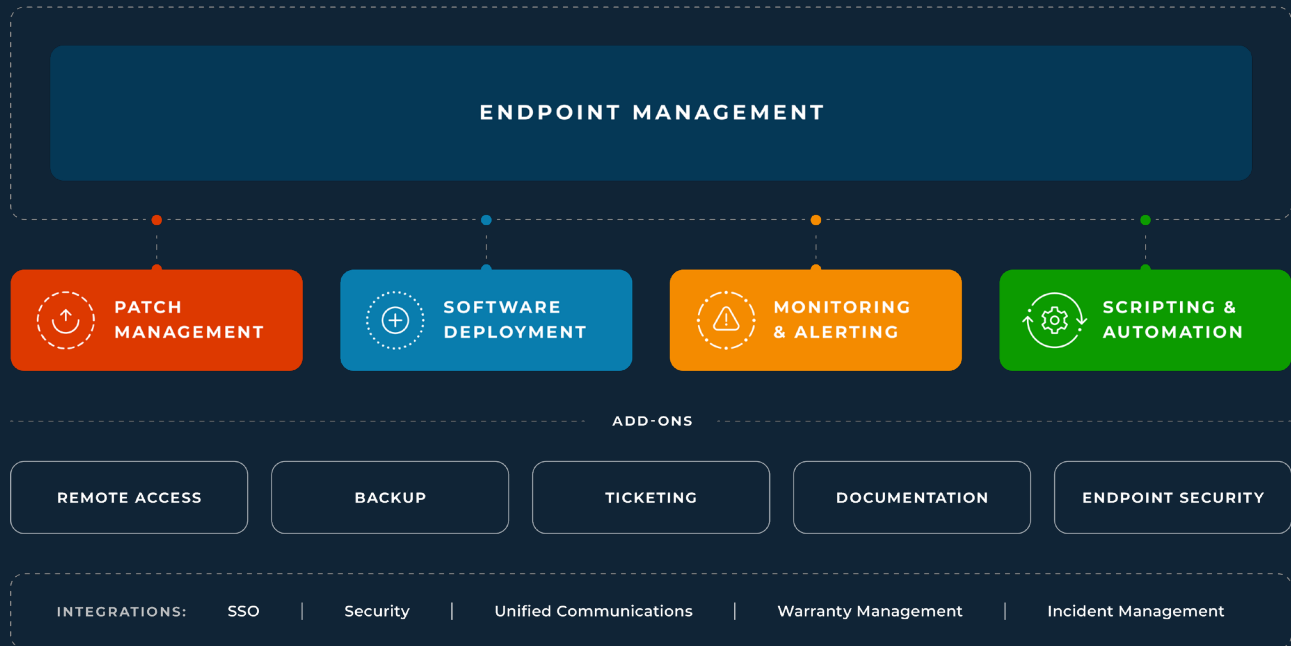 ENDPOINT MANAGEMENT
PATCH
MANAGEMENT
SOFTWARE
DEPLOYMENT
MONITORING
& ALERTING
SCRIPTING &
AUTOMATION
ADD-ONS
REMOTE ACCESS
BACKUP
TICKETING
DOCUMENTATION
ENDPOINT SECURITY
INTEGRATIONS: SSO | Security | Unified Communications | Warranty Management | Incident Management